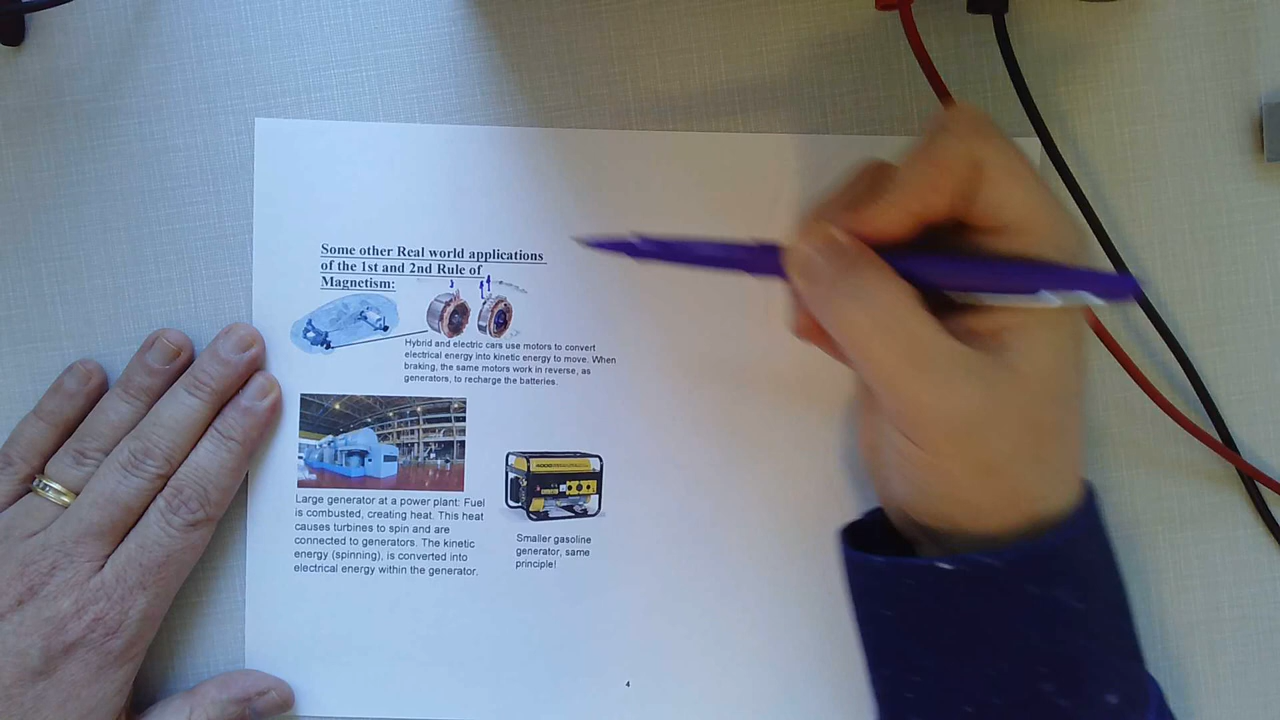 Some other Real world applications
of the 1st and 2nd Rule of
Magnetism:
Hybrid and electric cars use motors to convert
electrical energy into kinetic energy to move. When
braking, the same motors work in reverse, as
generators, to recharge the batteries.
Large generator at a power plant: Fuel
is combusted, creating heat. This heat
causes turbines to spin and are
connected to generators. The kinetic
energy (spinning), is converted into
electrical energy within the generator.
Smaller gasoline
generator, same
principle!
4